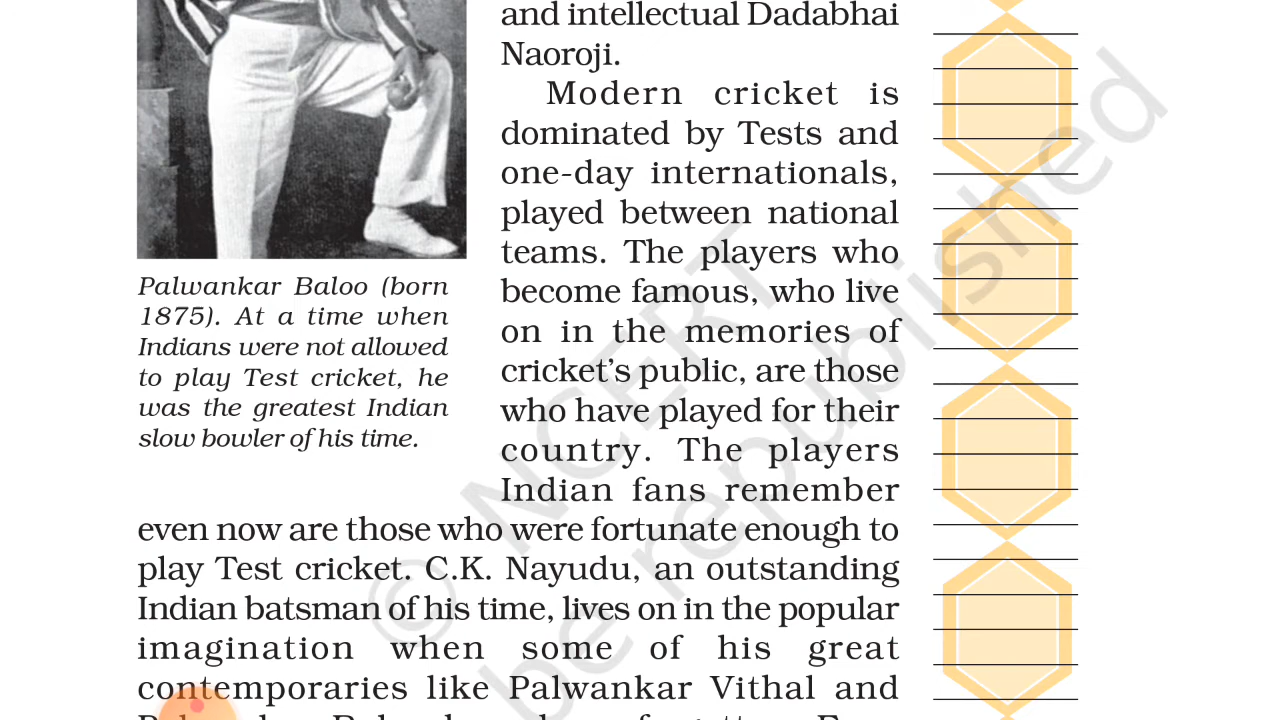 and intellectual Dadabhai
Naoroji.
Modern cricket is
dominated by Tests and
one-day internationals,
played between national
teams. The players who
become famous, who live
on in the memories of
cricket's public, are those
who have played for their
country. The players
Indian fans remember
even now are those who were fortunate enough to
play Test cricket. C.K. Nayudu, an outstanding
Indian batsman of his time, lives on in the popular
imagination when some of his great
contemporaries like Palwankar Vithal and
Palwankar Baloo (born
1875). At a time when
Indians were not allowed
to play Test cricket, he
was the greatest Indian
slow bowler of his time.
© NCERT
be republished